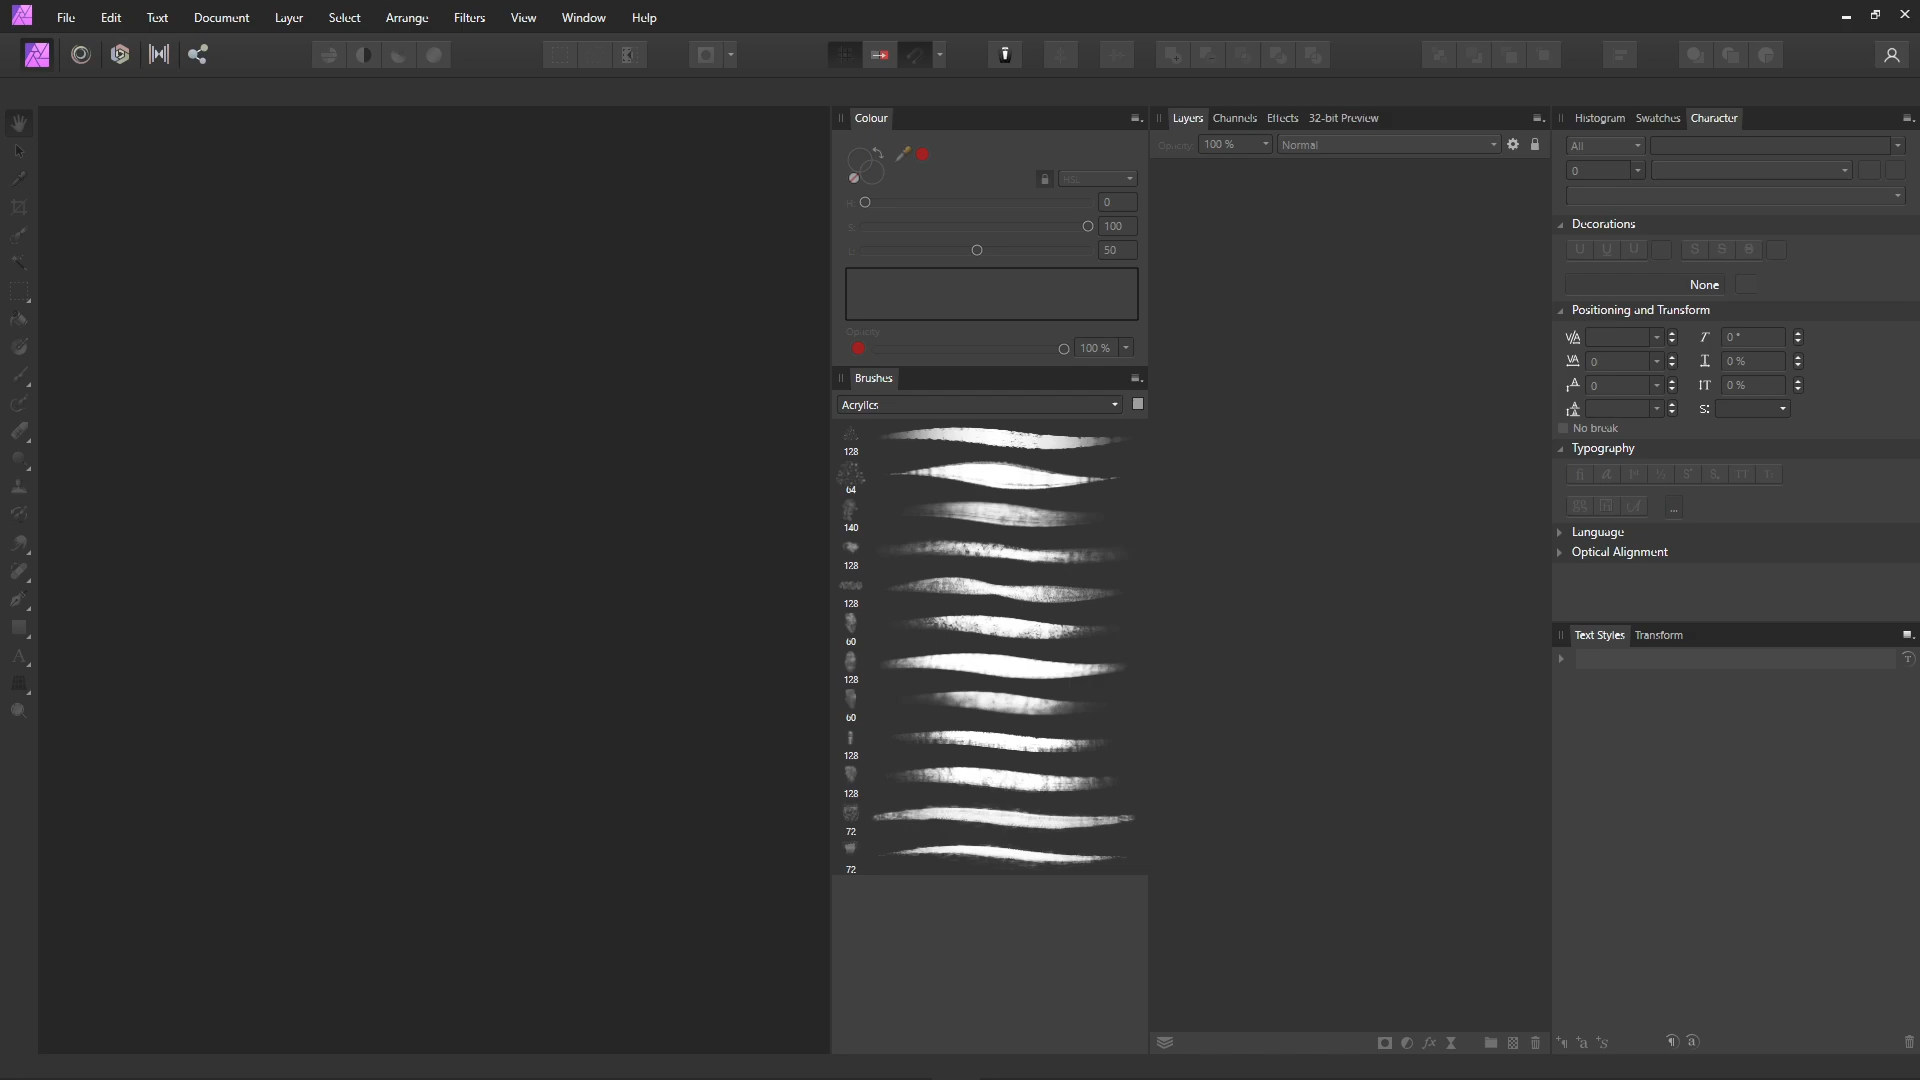 File Edit Text Document Layer Select Arrange Filters View Window Help
Colour
H: 0
S: 100
L: 50
HSL
Opacity
100 %
Brushes
Acrylics
128
64
140
128
128
60
128
60
128
128
72
72
Layers Channels Effects 32-bit Preview
Opacity: 100 % Normal
Histogram Swatches Character
All
0
Decorations
U U U S S
None
Positioning and Transform
0 °
0 0 %
0 0 %
S:
No break
Typography
...
Language
Optical Alignment
Text Styles Transform